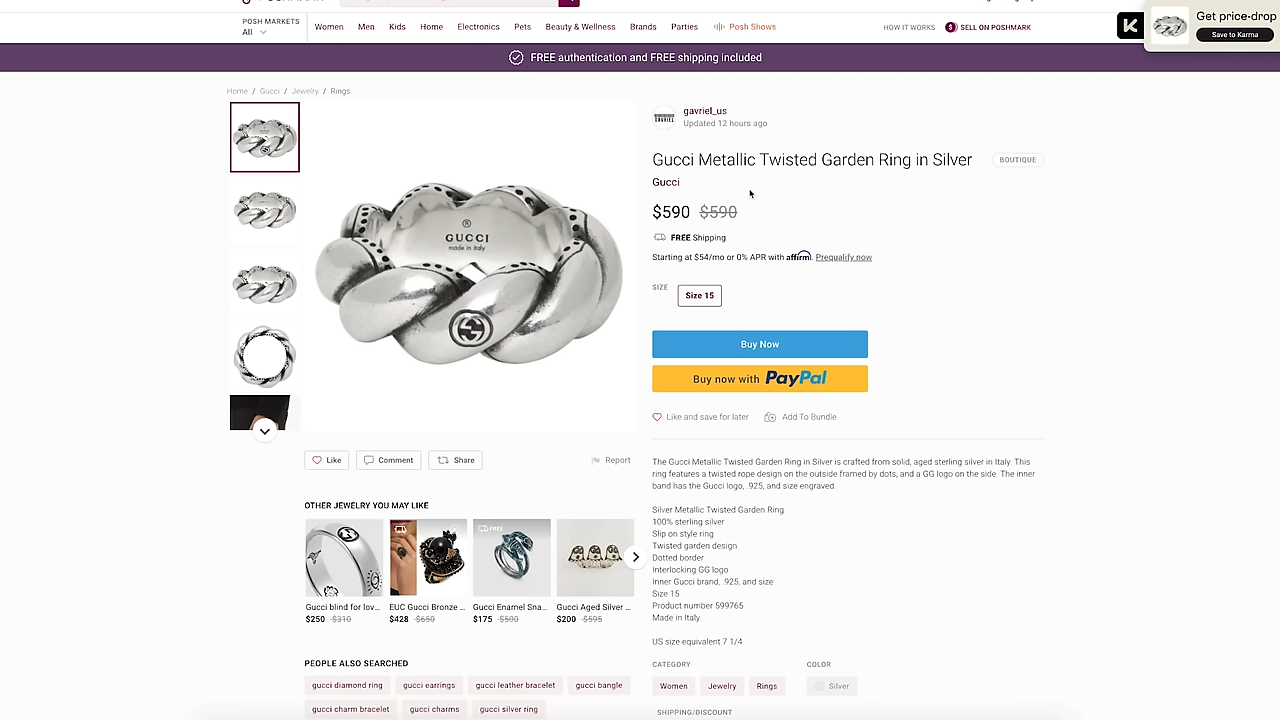 POSH MARKETS
All
Women
Men
Kids
Home
Electronics
Pets
Beauty & Wellness
Brands
Parties
Posh Shows
HOW IT WORKS
$ SELL ON POSHMARK
K
Get price-drop
Save to Karma
FREE authentication and FREE shipping included
Home / Gucci / Jewelry / Rings
GAVRIEL
gavriel_us
Updated 12 hours ago
Gucci Metallic Twisted Garden Ring in Silver
BOUTIQUE
Gucci
$590 $590
FREE Shipping
Starting at $54/mo or 0% APR with affirm. Prequalify now
SIZE
Size 15
Buy Now
Buy now with PayPal
Like and save for later
Add To Bundle
®
GUCCI
made in italy
Like
Comment
Share
Report
The Gucci Metallic Twisted Garden Ring in Silver is crafted from solid, aged sterling silver in Italy. This
ring features a twisted rope design on the outside framed by dots, and a GG logo on the side. The inner
band has the Gucci logo, .925, and size engraved.
Silver Metallic Twisted Garden Ring
100% sterling silver
Slip on style ring
Twisted garden design
Dotted border
Interlocking GG logo
Inner Gucci brand, .925, and size
Size 15
Product number 599765
Made in Italy
US size equivalent 7 1/4
OTHER JEWELRY YOU MAY LIKE
FREE
Gucci blind for lov...
$250 $310
EUC Gucci Bronze ...
$428 $650
Gucci Enamel Sna...
$175 $500
Gucci Aged Silver ...
$200 $595
PEOPLE ALSO SEARCHED
gucci diamond ring
gucci earrings
gucci leather bracelet
gucci bangle
gucci charm bracelet
gucci charms
gucci silver ring
CATEGORY
Women
Jewelry
Rings
COLOR
Silver
SHIPPING/DISCOUNT